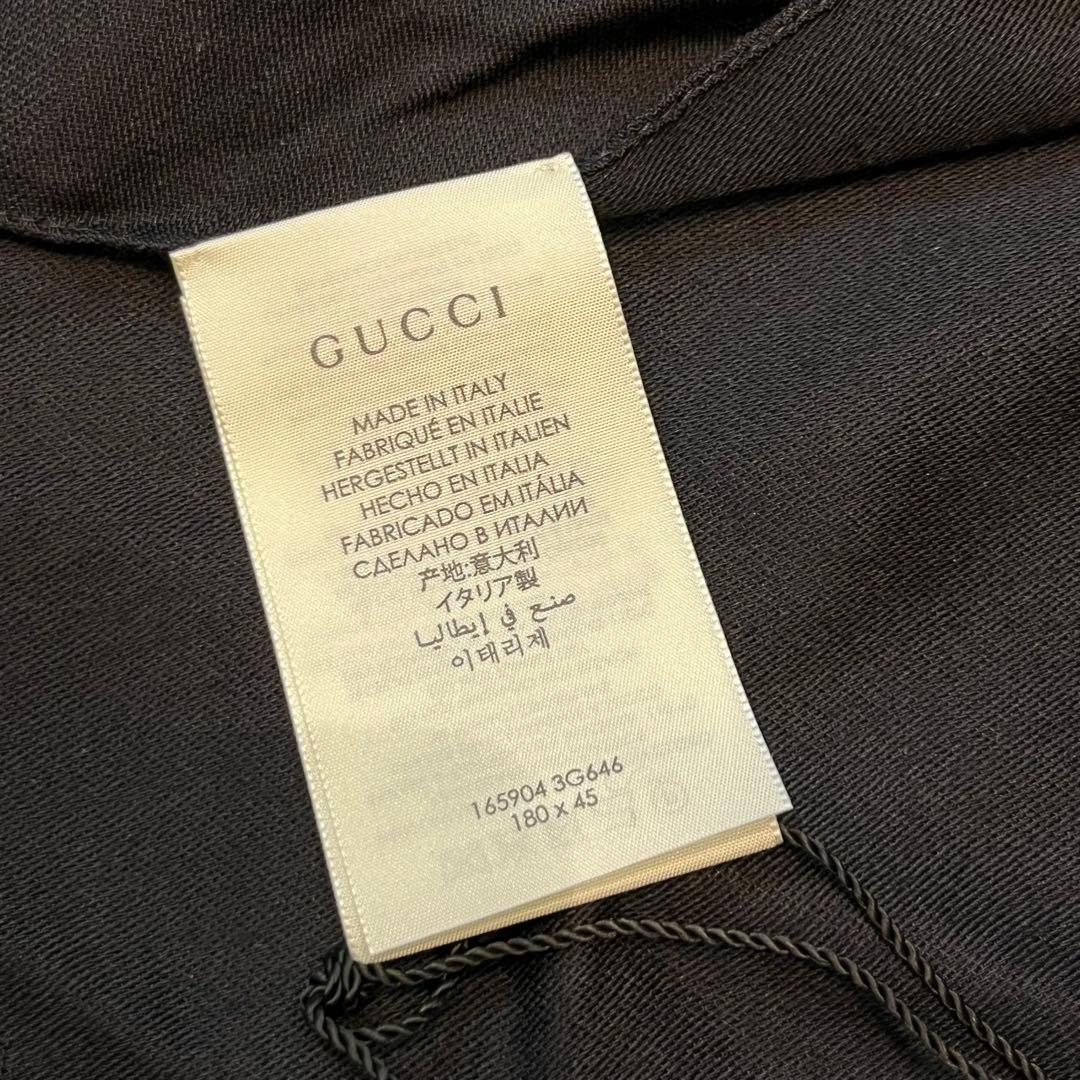 GUCCI
MADE IN ITALY
FABRIQUÉ EN ITALIE
HERGESTELLT IN ITALIEN
HECHO EN ITALIA
FABRICADO EM ITÁLIA
СДЕЛАНО В ИТАЛИИ
产地:意大利
イタリア製
صنع في إيطاليا
이태리제
165904 3G646
180 x 45